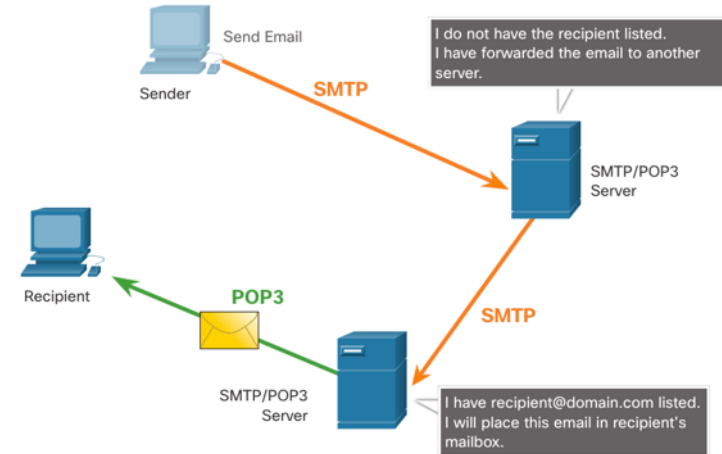 Send Email
I do not have the recipient listed.
I have forwarded the email to another
server.
Sender
SMTP
SMTP/POP3
Server
Recipient
POP3
SMTP
SMTP/POP3
Server
I have recipient@domain.com listed.
I will place this email in recipient's
mailbox.